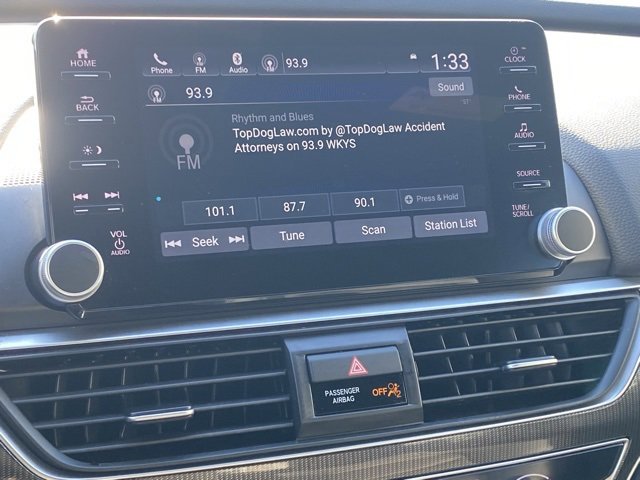 HOME
BACK
VOL
AUDIO
Phone
FM
Audio
93.9
1:33
93.9
Sound
ST
Rhythm and Blues
TopDogLaw.com by @TopDogLaw Accident
Attorneys on 93.9 WKYS
FM
101.1
87.7
90.1
Press & Hold
Seek
Tune
Scan
Station List
CLOCK
PHONE
AUDIO
SOURCE
TUNE/
SCROLL
PASSENGER
AIRBAG
OFF
2